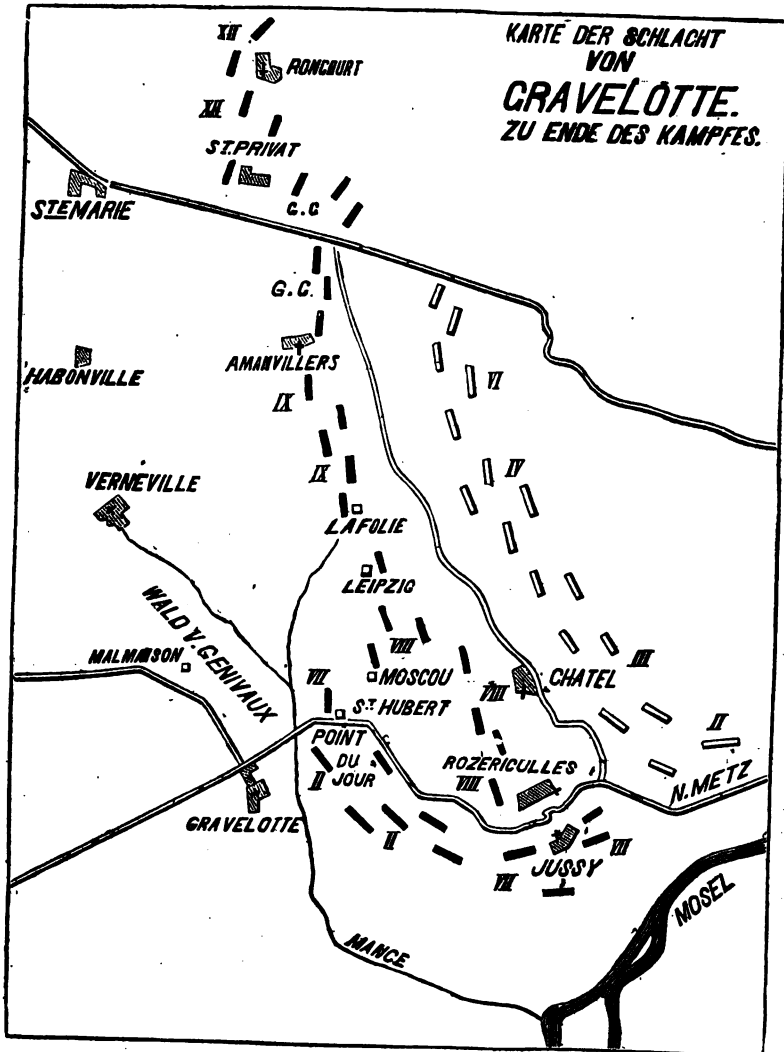 KARTE DER SCHLACHT
VON
GRAVELOTTE.
ZU ENDE DES KAMPFES.
XII
RONCOURT
XII
ST. PRIVAT
STE MARIE
G.C
G.C.
AMANVILLERS
HABONVILLE
VI
IX
IX
IV
VERNEVILLE
LAFOLIE
LEIPZIG
WALD V. GENIVAUX
VIII
III
MALMAISON
VII
MOSCOU
VIII
CHATEL
ST. HUBERT
II
POINT
DU
JOUR
II
ROZERIEULLES
VIII
N. METZ
GRAVELOTTE
II
VII
JUSSY
VIII
MOSEL
MANCE